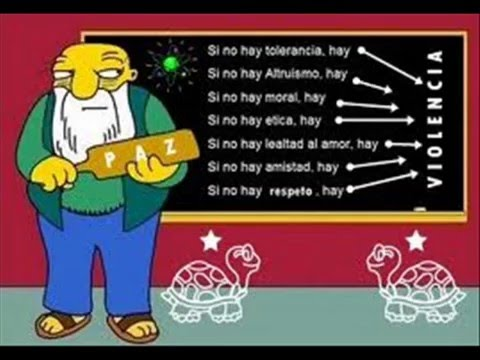 Si no hay tolerancia, hay
Si no hay Altruismo, hay
Si no hay moral, hay
Si no hay etica, hay
Si no hay lealtad al amor, hay
Si no hay amistad, hay
Si no hay respeto , hay
VIOLENCIA
PAZ